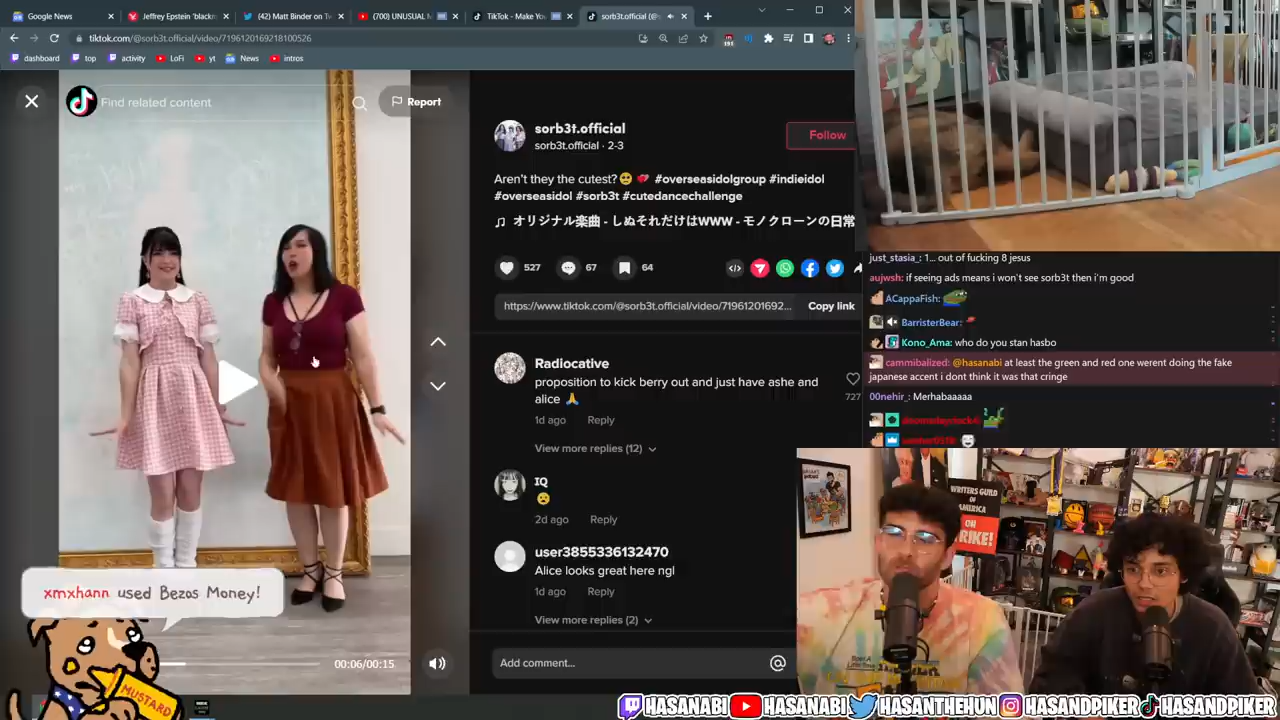 Google News
Jeffrey Epstein 'blackm
(42) Matt Binder on Tw
(700) UNUSUAL M
TikTok - Make You
sorb3t.official (@
tiktok.com/@sorb3t.official/video/7196120169218100526
dashboard
top
activity
LoFi
yt
News
intros
Find related content
Report
sorb3t.official
sorb3t.official · 2-3
Follow
Aren't they the cutest?🥹 💓 #overseasidolgroup #indieidol
#overseasidol #sorb3t #cutedancechallenge
♫ オリジナル楽曲 - しぬそれだけはWWW - モノクローンの日常
527
67
64
https://www.tiktok.com/@sorb3t.official/video/71961201692...
Copy link
Radiocative
proposition to kick berry out and just have ashe and
alice 🙏
727
1d ago
Reply
View more replies (12)
IQ
😧
2d ago
Reply
user3855336132470
Alice looks great here ngl
1d ago
Reply
View more replies (2)
Add comment...
00:06/00:15
xmxhann used Bezos Money!
MUSTARD
just_stasia_: 1... out of fucking 8 jesus
aujwsh: if seeing ads means i won't see sorb3t then i'm good
ACappaFish:
BarristerBear:
Kono_Ama: who do you stan hasbo
cammibalized: @hasanabi at least the green and red one werent doing the fake
japanese accent i dont think it was that cringe
00nehir_: Merhabaaaaa
WRITERS GUILD
OF
AMERICA
ON
STRIKE!
HASANABI
HASANABI
HASANTHEHUN
HASANDPIKER
HASANDPIKER